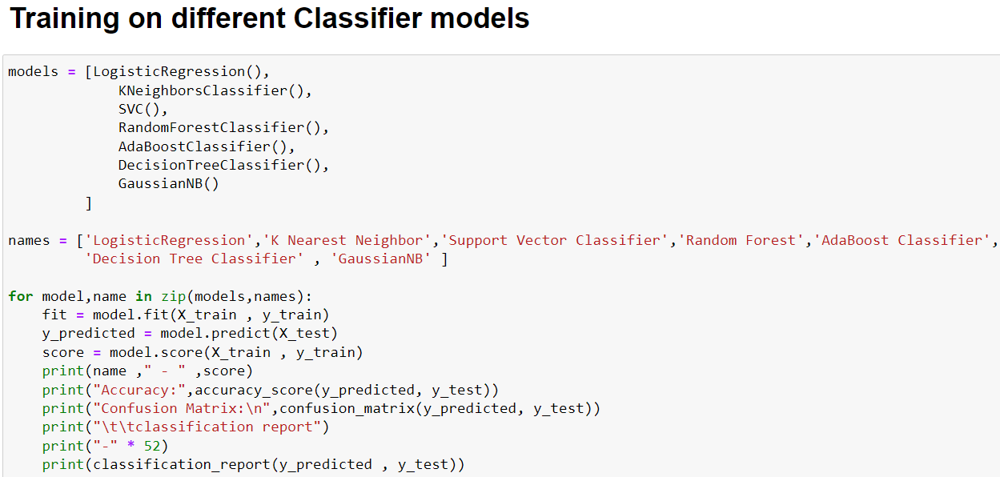 Training on different Classifier models
models = [LogisticRegression(),
             KNeighborsClassifier(),
             SVC(),
             RandomForestClassifier(),
             AdaBoostClassifier(),
             DecisionTreeClassifier(),
             GaussianNB()
         ]
names = ['LogisticRegression','K Nearest Neighbor','Support Vector Classifier','Random Forest','AdaBoost Classifier',
         'Decision Tree Classifier' , 'GaussianNB' ]
for model,name in zip(models,names):
    fit = model.fit(X_train , y_train)
    y_predicted = model.predict(X_test)
    score = model.score(X_train , y_train)
    print(name ," - " ,score)
    print("Accuracy:",accuracy_score(y_predicted, y_test))
    print("Confusion Matrix:\n",confusion_matrix(y_predicted, y_test))
    print("\t\tclassification report")
    print("-" * 52)
    print(classification_report(y_predicted , y_test))